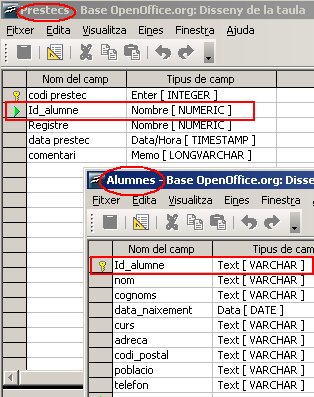 Prestecs - Base OpenOffice.org: Disseny de la taula
Fitxer Edita Visualitza Eines Finestra Ajuda
Nom del camp Tipus de camp
codi prestec Enter [ INTEGER ]
Id_alumne Nombre [ NUMERIC ]
Registre Nombre [ NUMERIC ]
data prestec Data/Hora [ TIMESTAMP ]
comentari Memo [ LONGVARCHAR ]
Alumnes - Base OpenOffice.org: Disse
Fitxer Edita Visualitza Eines Finestra
Nom del camp Tipus de cam
Id_alumne Text [ VARCHAR ]
nom Text [ VARCHAR ]
cognoms Text [ VARCHAR ]
data_naixement Data [ DATE ]
curs Text [ VARCHAR ]
adreca Text [ VARCHAR ]
codi_postal Text [ VARCHAR ]
poblacio Text [ VARCHAR ]
telefon Text [ VARCHAR ]